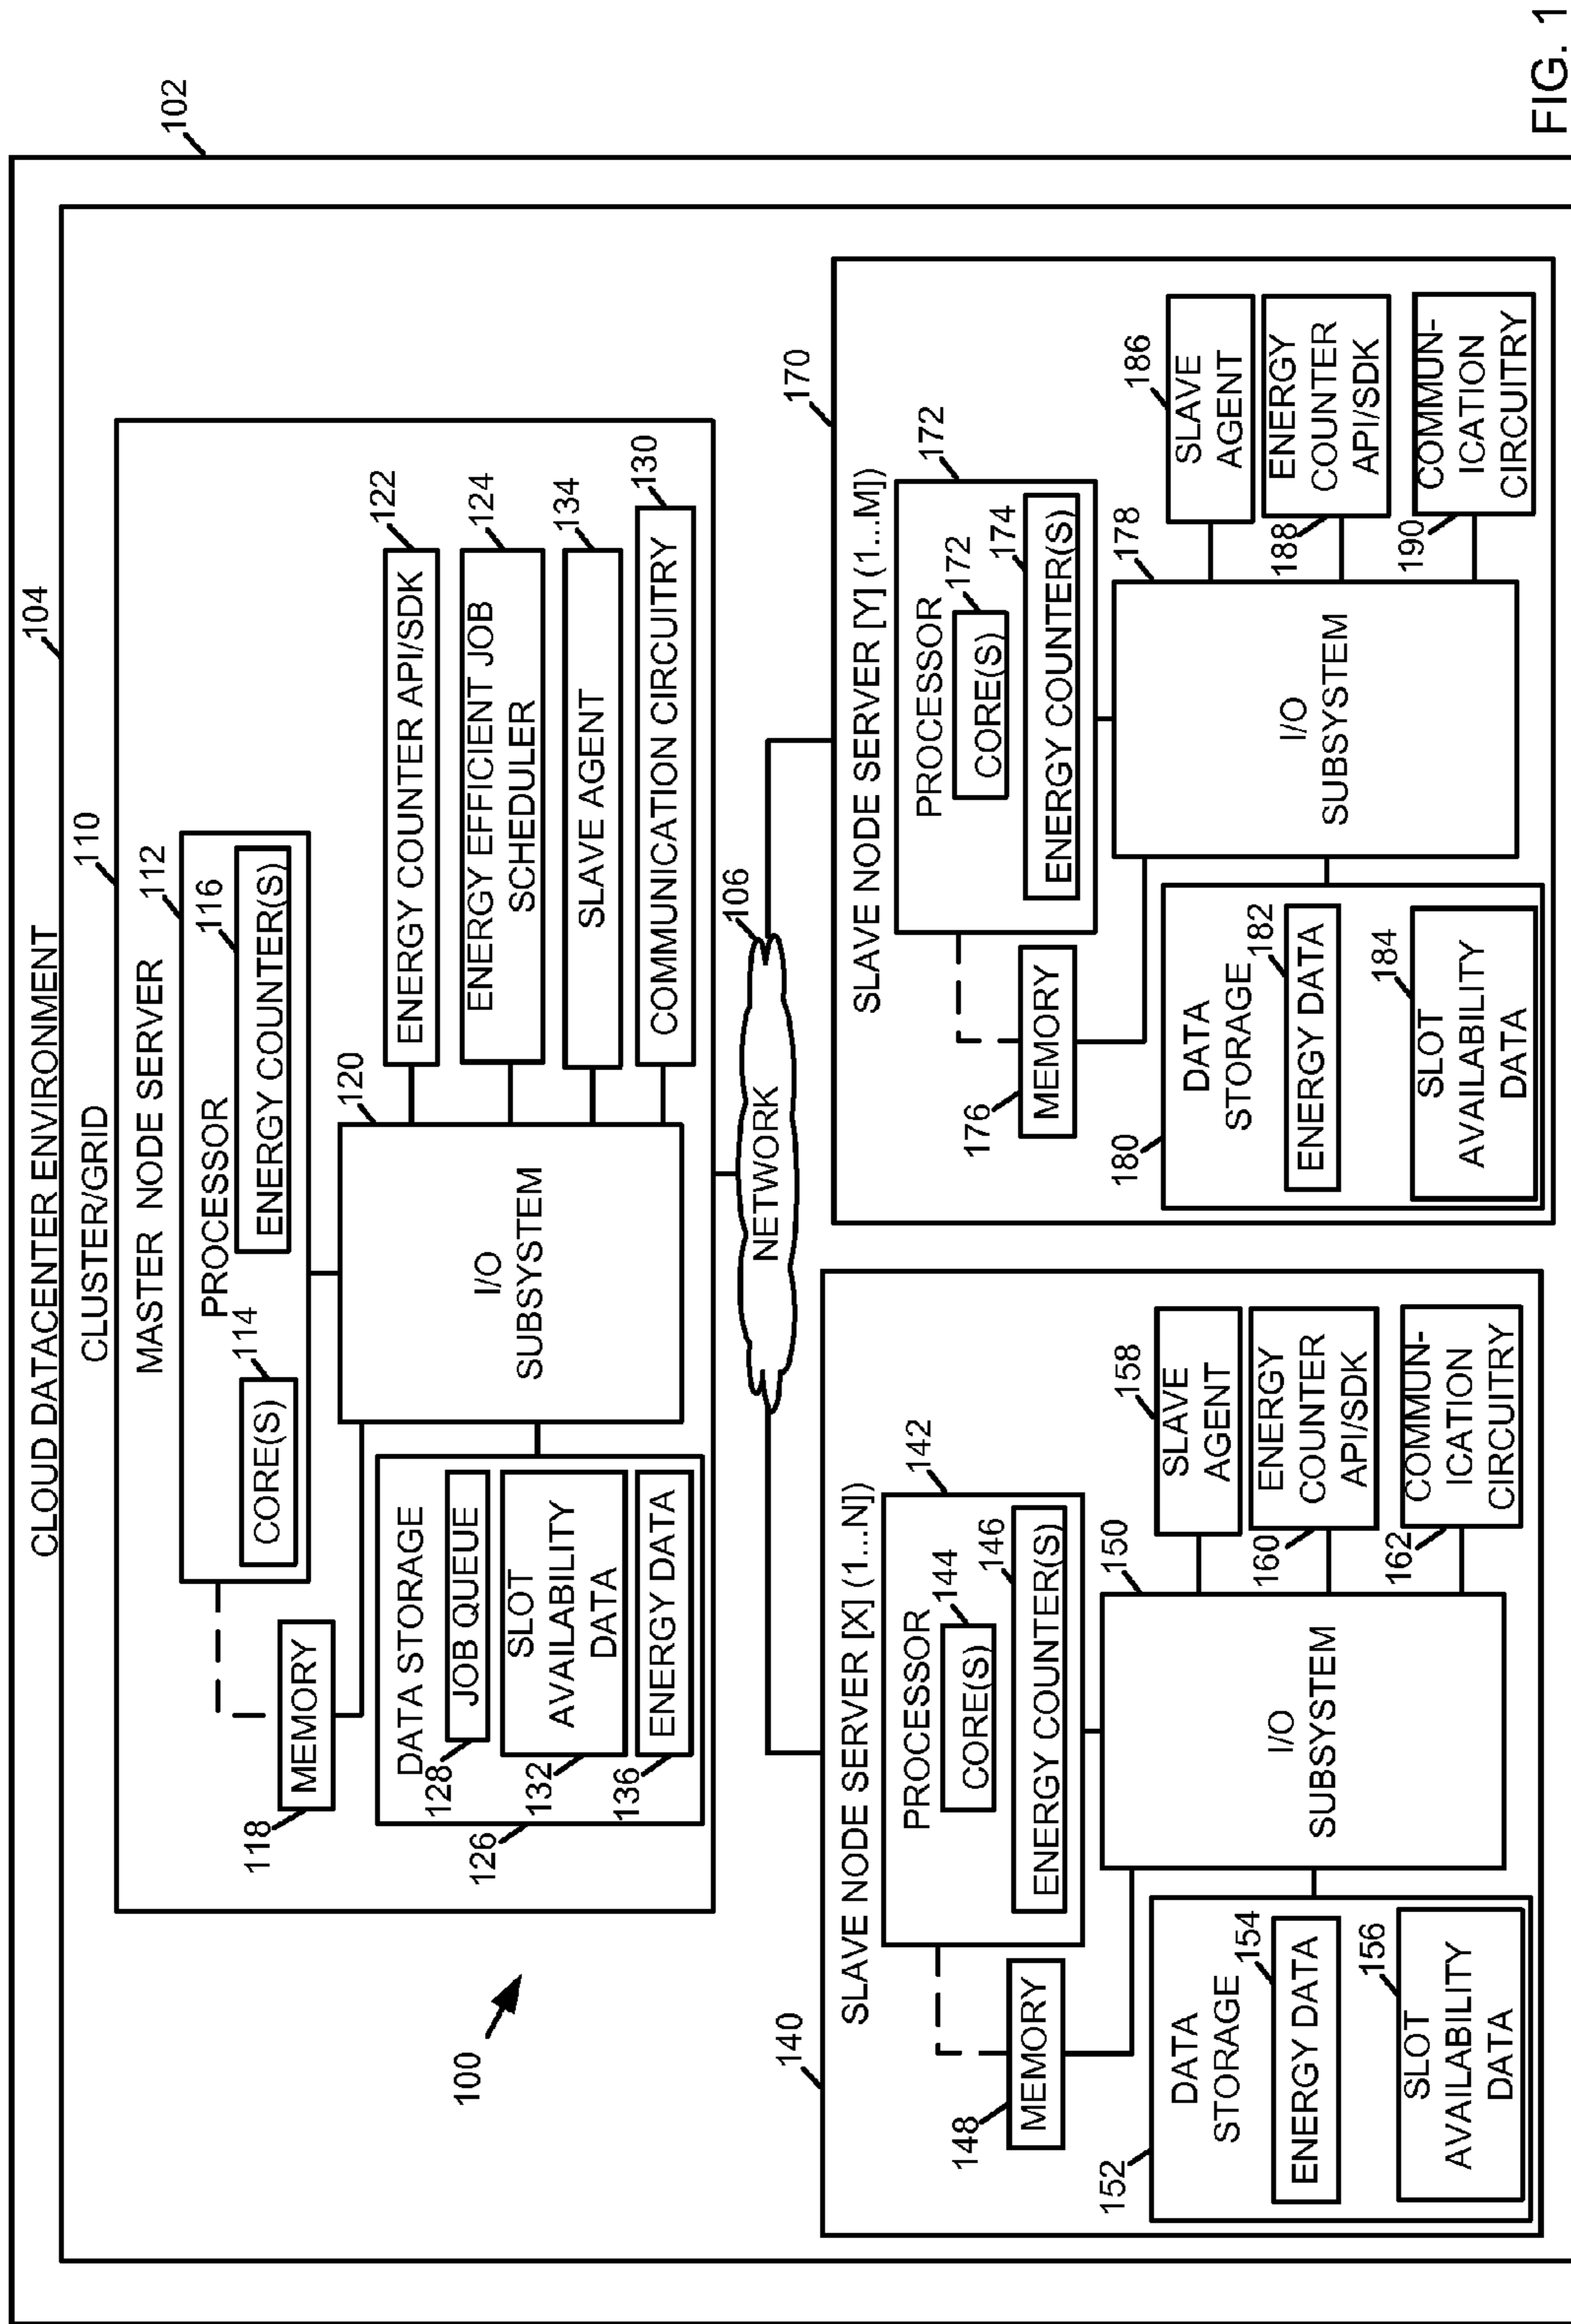 CLOUD DATACENTER ENVIRONMENT
102
104
CLUSTER/GRID
110
MASTER NODE SERVER
112
PROCESSOR
114
CORE(S)
116
ENERGY COUNTER(S)
118
MEMORY
120
I/O
SUBSYSTEM
122
ENERGY COUNTER API/SDK
124
ENERGY EFFICIENT JOB
SCHEDULER
134
SLAVE AGENT
130
COMMUNICATION CIRCUITRY
126
DATA STORAGE
128
JOB QUEUE
132
SLOT
AVAILABILITY
DATA
136
ENERGY DATA
100
106
NETWORK
140
SLAVE NODE SERVER [X] (1...N])
142
PROCESSOR
144
CORE(S)
146
ENERGY COUNTER(S)
148
MEMORY
150
I/O
SUBSYSTEM
152
DATA
STORAGE
154
ENERGY DATA
156
SLOT
AVAILABILITY
DATA
158
SLAVE
AGENT
160
ENERGY
COUNTER
API/SDK
162
COMMUN-
ICATION
CIRCUITRY
170
SLAVE NODE SERVER [Y] (1...M])
172
PROCESSOR
172
CORE(S)
174
ENERGY COUNTER(S)
176
MEMORY
178
I/O
SUBSYSTEM
180
DATA
STORAGE
182
ENERGY DATA
184
SLOT
AVAILABILITY
DATA
186
SLAVE
AGENT
188
ENERGY
COUNTER
API/SDK
190
COMMUN-
ICATION
CIRCUITRY
FIG. 1